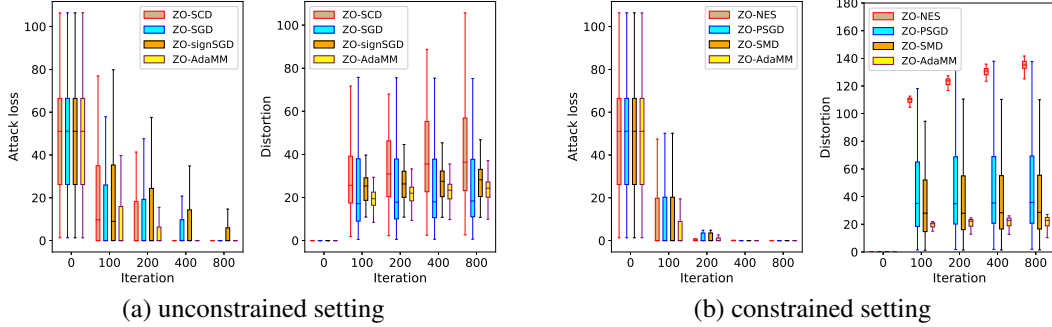 ZO-SCD
ZO-SGD
ZO-signSGD
ZO-AdaMM
Attack loss
100
80
60
40
20
0
0 100 200 400 800
Iteration
ZO-SCD
ZO-SGD
ZO-signSGD
ZO-AdaMM
Distortion
100
80
60
40
20
0
0 100 200 400 800
Iteration
(a) unconstrained setting
ZO-NES
ZO-PSGD
ZO-SMD
ZO-AdaMM
Attack loss
100
80
60
40
20
0
0 100 200 400 800
Iteration
ZO-NES
ZO-PSGD
ZO-SMD
ZO-AdaMM
Distortion
180
160
140
120
100
80
60
40
20
0
0 100 200 400 800
Iteration
(b) constrained setting